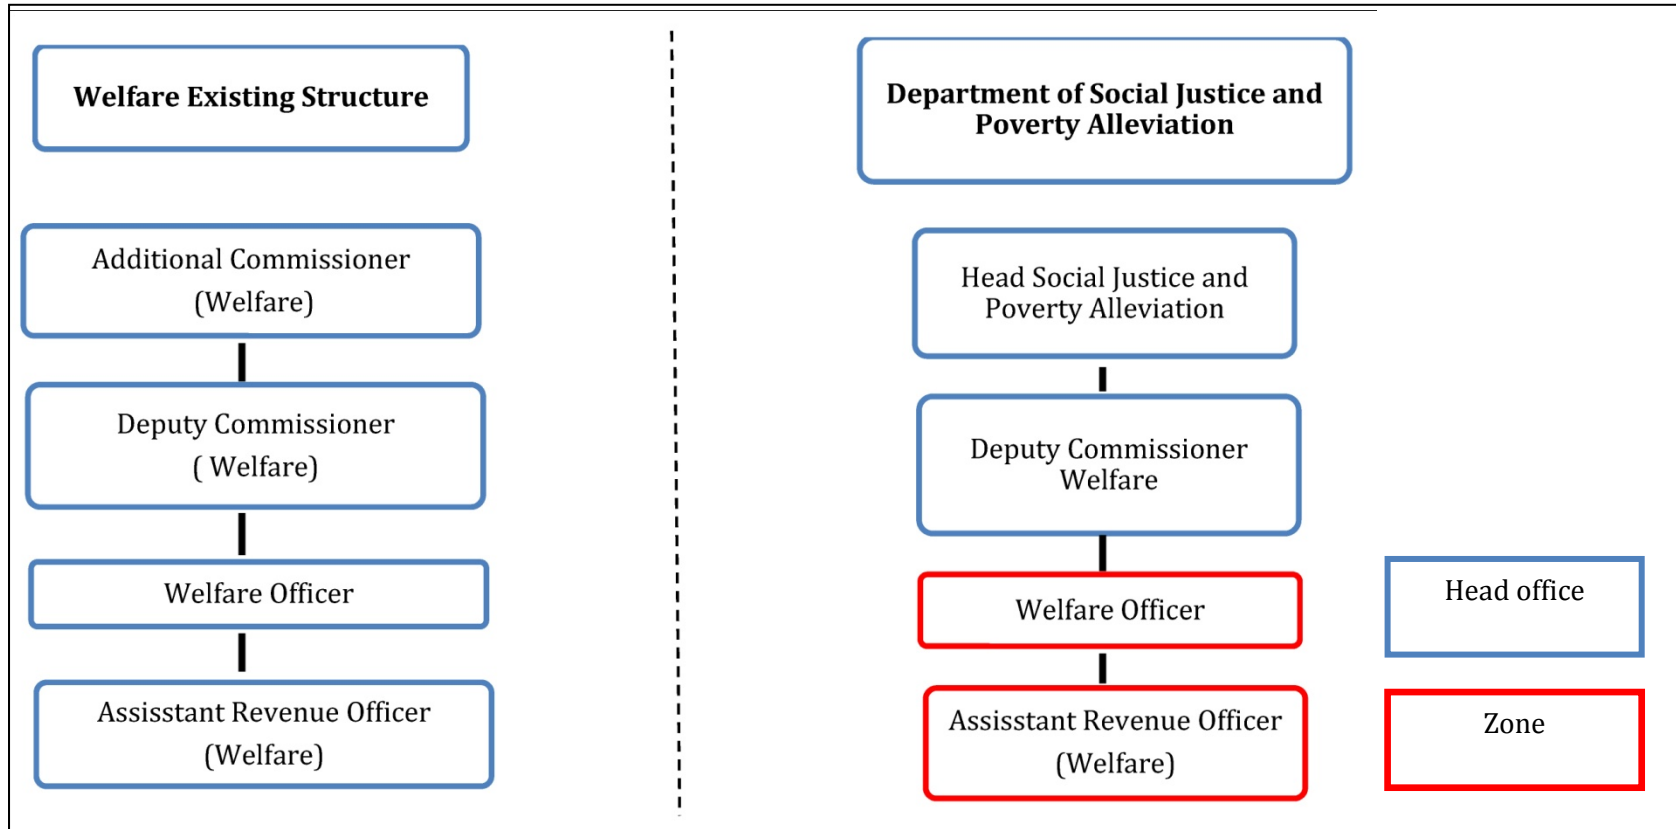 Welfare Existing Structure
Additional Commissioner
(Welfare)
Deputy Commissioner
( Welfare)
Welfare Officer
Assisstant Revenue Officer
(Welfare)
Department of Social Justice and
Poverty Alleviation
Head Social Justice and
Poverty Alleviation
Deputy Commissioner
Welfare
Welfare Officer
Assisstant Revenue Officer
(Welfare)
Head office
Zone